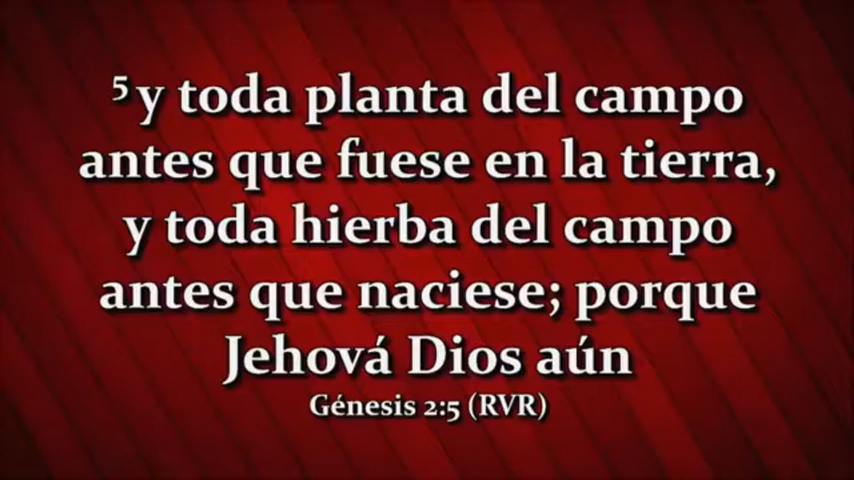 5 y toda planta del campo
antes que fuese en la tierra,
y toda hierba del campo
antes que naciese; porque
Jehová Dios aún
Génesis 2:5 (RVR)